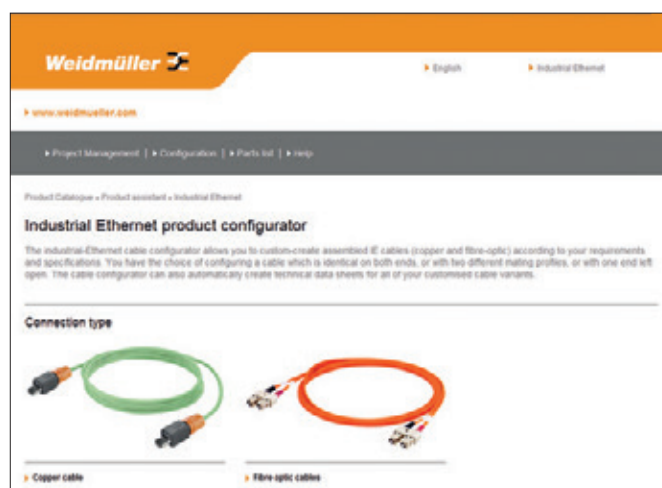 Weidmüller
English
Industrial Ethernet
www.weidmueller.com
Project Management | Configuration | Parts list | Help
Product Catalogue » Product assistant » Industrial Ethernet
Industrial Ethernet product configurator
The industrial-Ethernet cable configurator allows you to custom-create assembled IE cables (copper and fibre-optic) according to your requirements
and specifications. You have the choice of configuring a cable which is identical on both ends, or with two different mating profiles, or with one end left
open. The cable configurator can also automatically create technical data sheets for all of your customised cable variants.
Connection type
Copper cable
Fibre optic cables